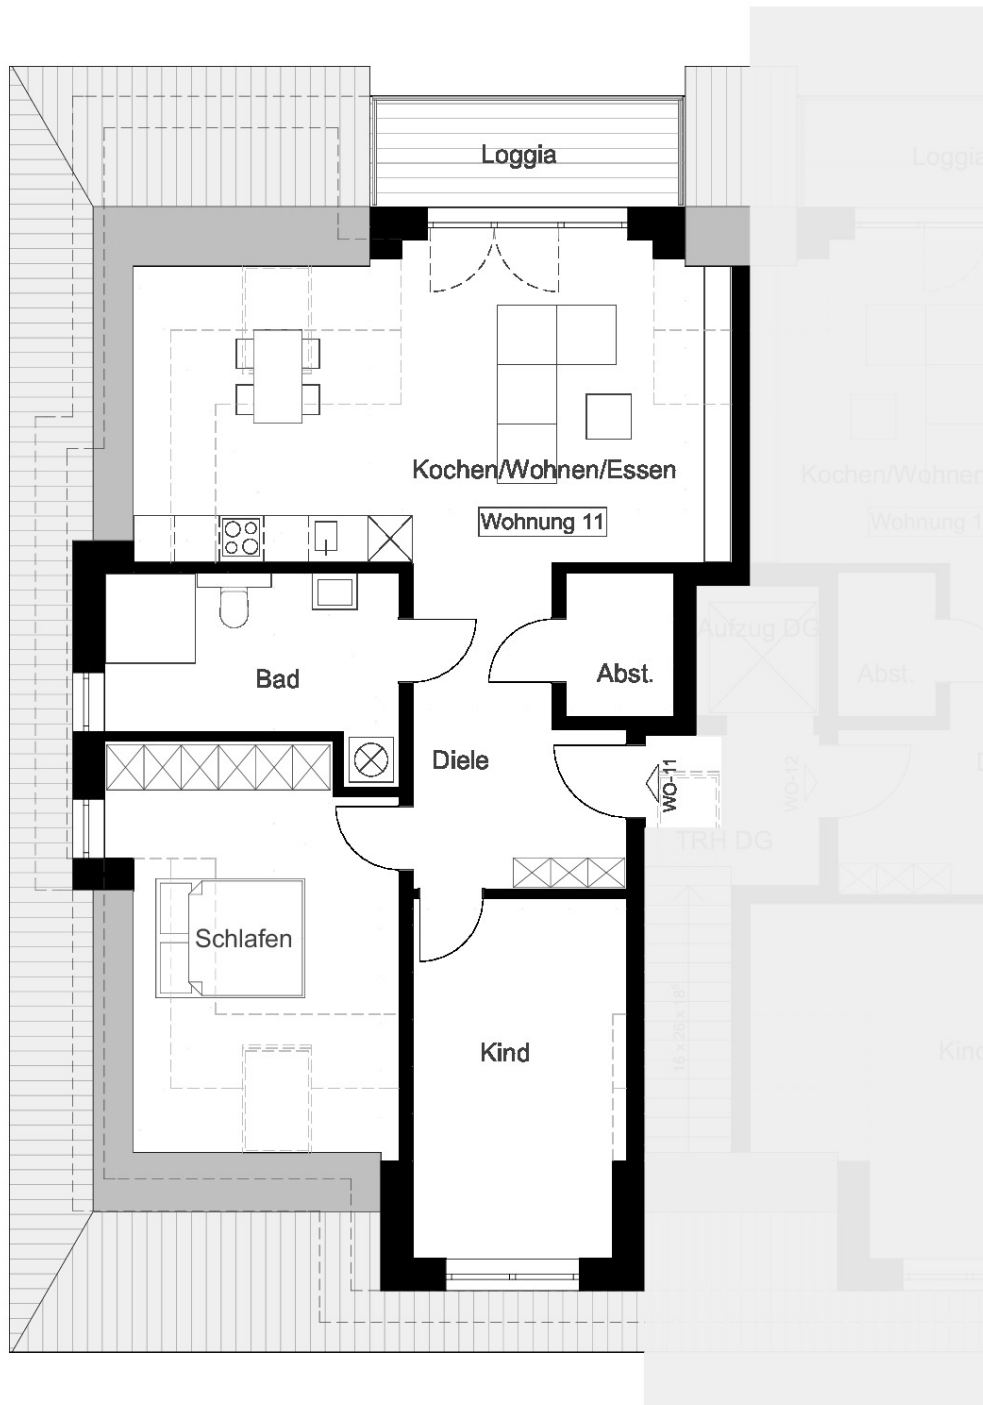 Loggia
Loggia
Kochen/Wohnen/Essen
Kochen/Wohnen
Wohnung 11
Wohnung 1
Aufzug DG
Bad
Abst.
Abst.
Diele
WO-11
WO-12
TRH DG
Schlafen
Kind
Kind